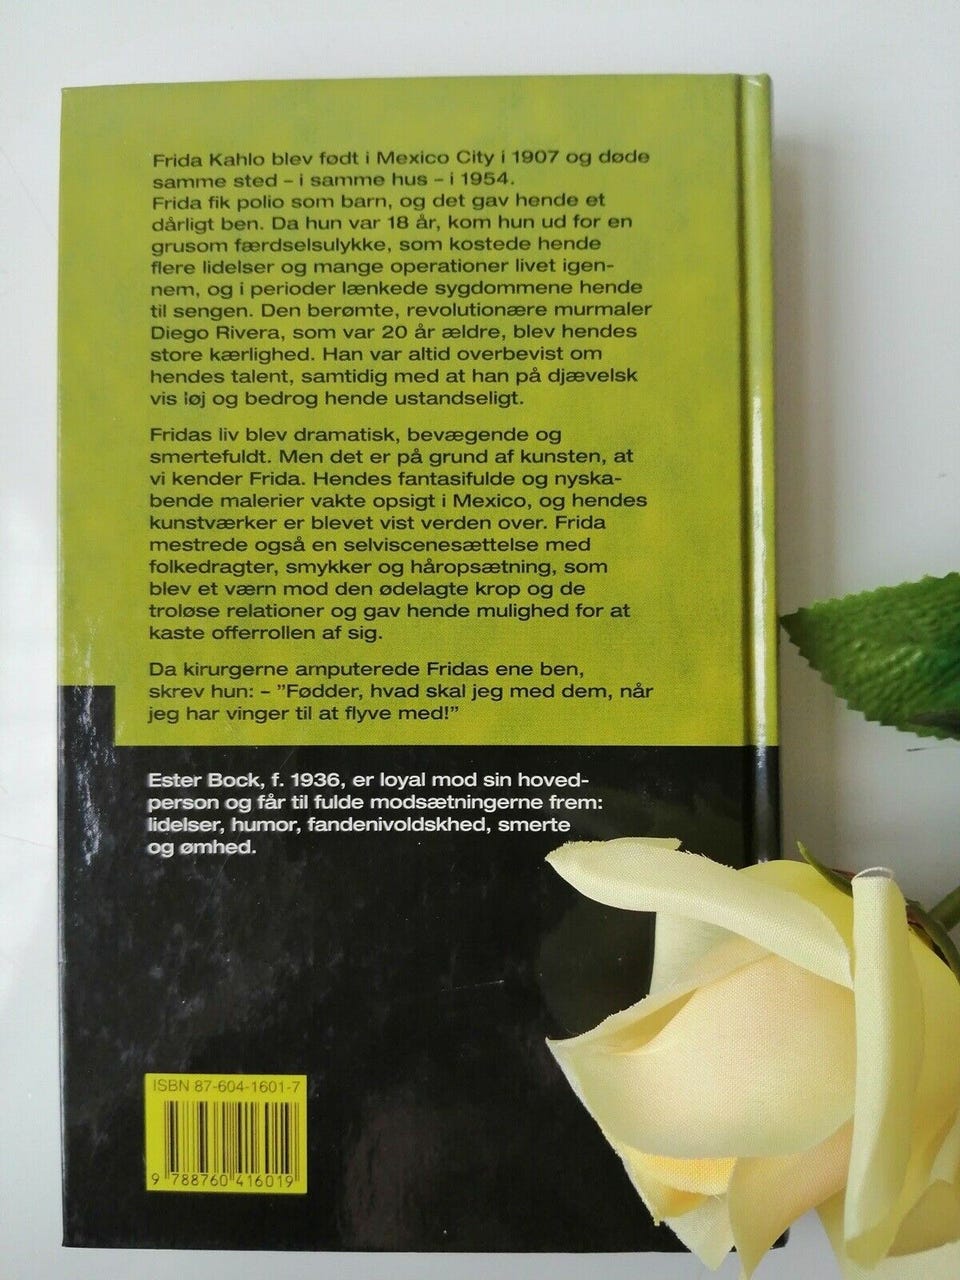 Frida Kahlo blev født i Mexico City i 1907 og døde
samme sted – i samme hus – i 1954.
Frida fik polio som barn, og det gav hende et
dårligt ben. Da hun var 18 år, kom hun ud for en
grusom færdselsulykke, som kostede hende
flere lidelser og mange operationer livet igen-
nem, og i perioder lænkede sygdommene hende
til sengen. Den berømte, revolutionære murmaler
Diego Rivera, som var 20 år ældre, blev hendes
store kærlighed. Han var altid overbevist om
hendes talent, samtidig med at han på djævelsk
vis løj og bedrog hende ustandseligt.
Fridas liv blev dramatisk, bevægende og
smertefuldt. Men det er på grund af kunsten, at
vi kender Frida. Hendes fantasifulde og nyska-
bende malerier vakte opsigt i Mexico, og hendes
kunstværker er blevet vist verden over. Frida
mestrede også en selviscenesættelse med
folkedragter, smykker og håropsætning, som
blev et værn mod den ødelagte krop og de
troløse relationer og gav hende mulighed for at
kaste offerrollen af sig.
Da kirurgerne amputerede Fridas ene ben,
skrev hun: – ”Fødder, hvad skal jeg med dem, når
jeg har vinger til at flyve med!”
Ester Bock, f. 1936, er loyal mod sin hoved-
person og får til fulde modsætningerne frem:
lidelser, humor, fandenivoldskhed, smerte
og ømhed.
ISBN 87-604-1601-7
9 788760 416019